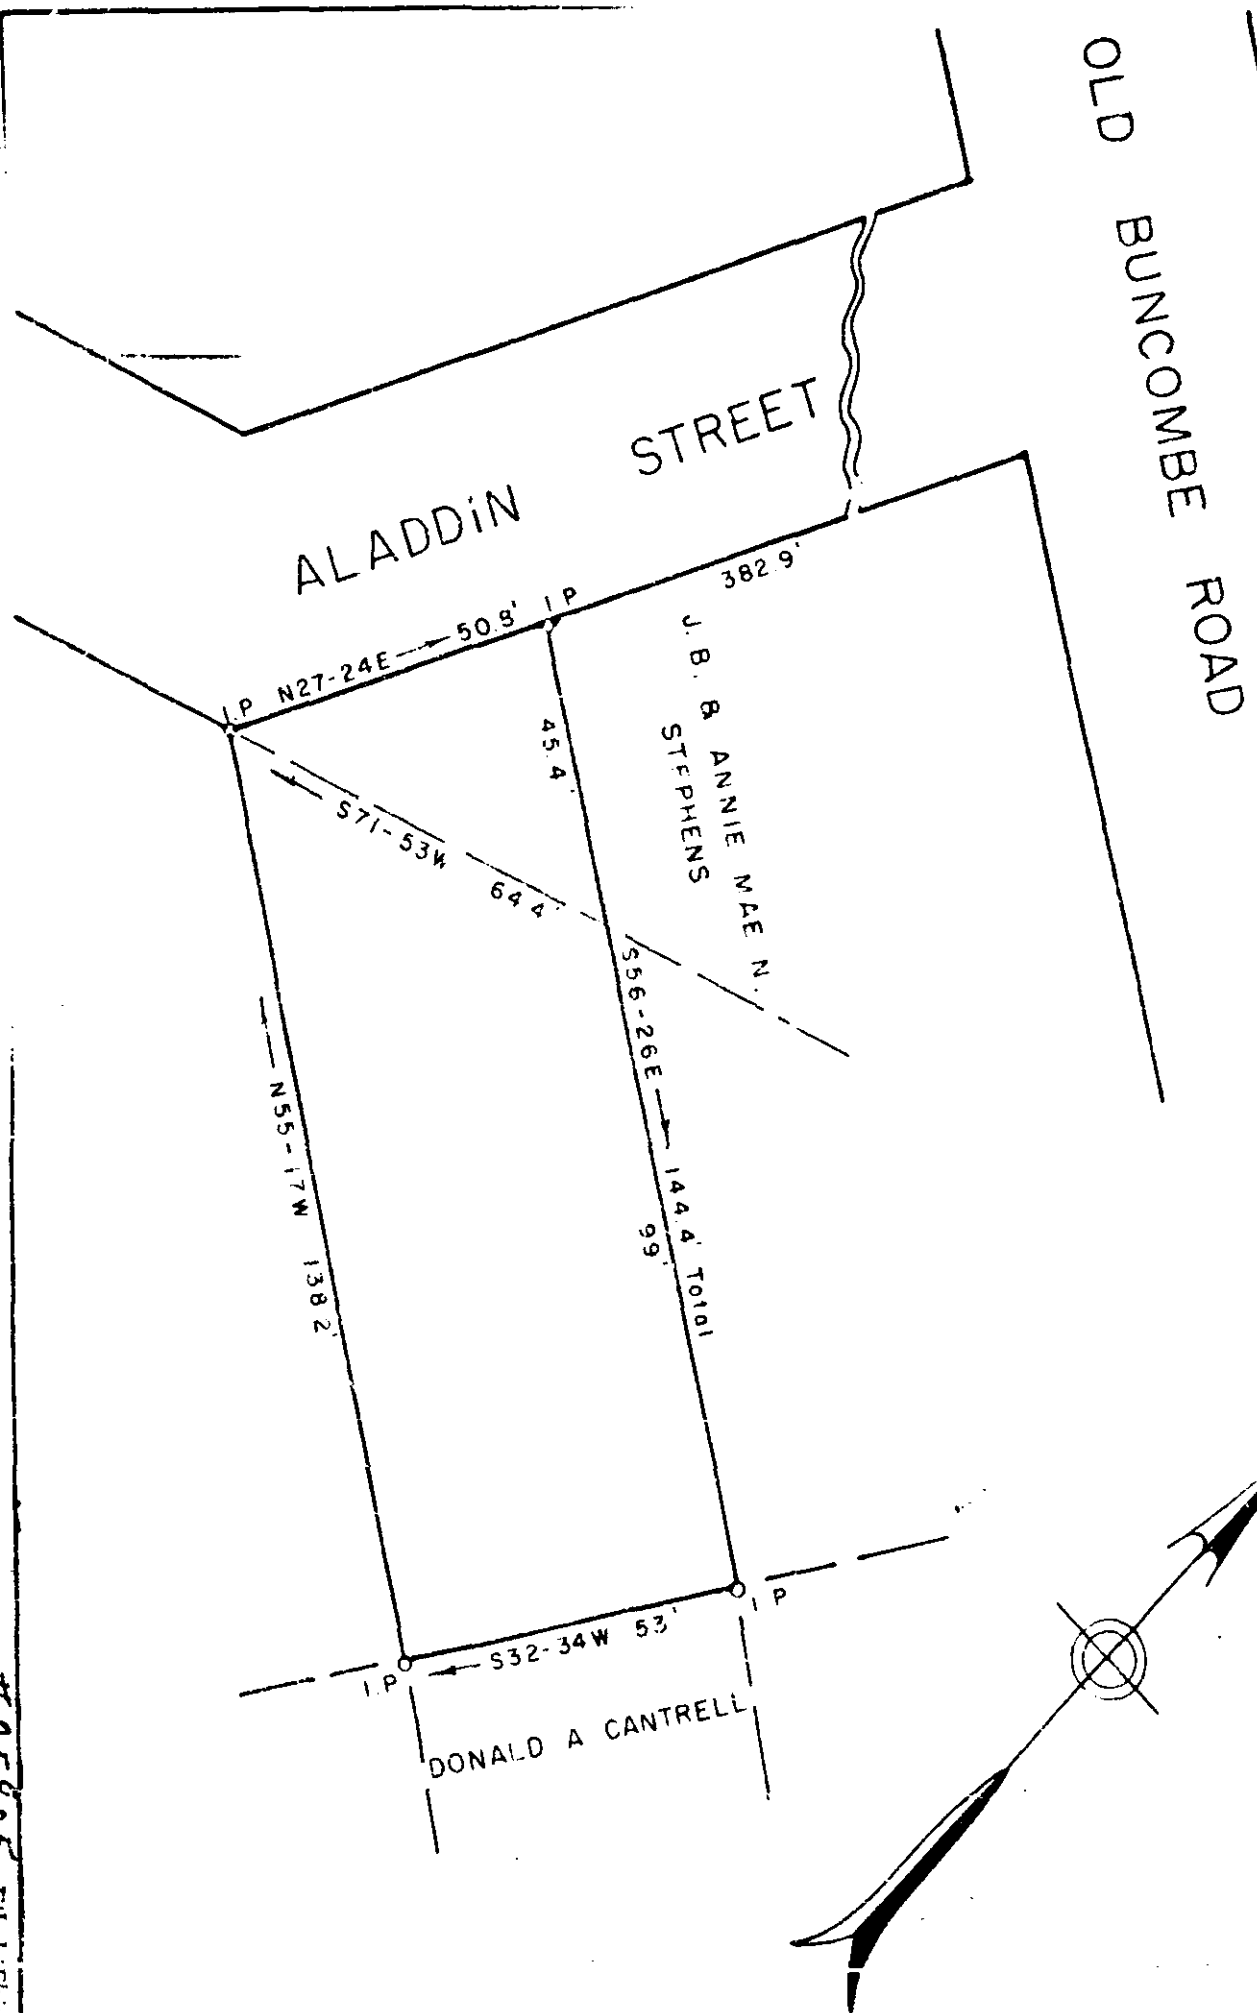 OLD BUNCOMBE ROAD
ALADDiN STREET
382.9'
I P
N27-24E 50.8'
I.P
45.4'
J. B. & ANNIE MAE N.
STEPHENS
S71-53W 64.4'
S56-26E 144.4' Total
99'
N55-17W 138.2'
S32-34W 53'
I P
I.P
DONALD A CANTRELL